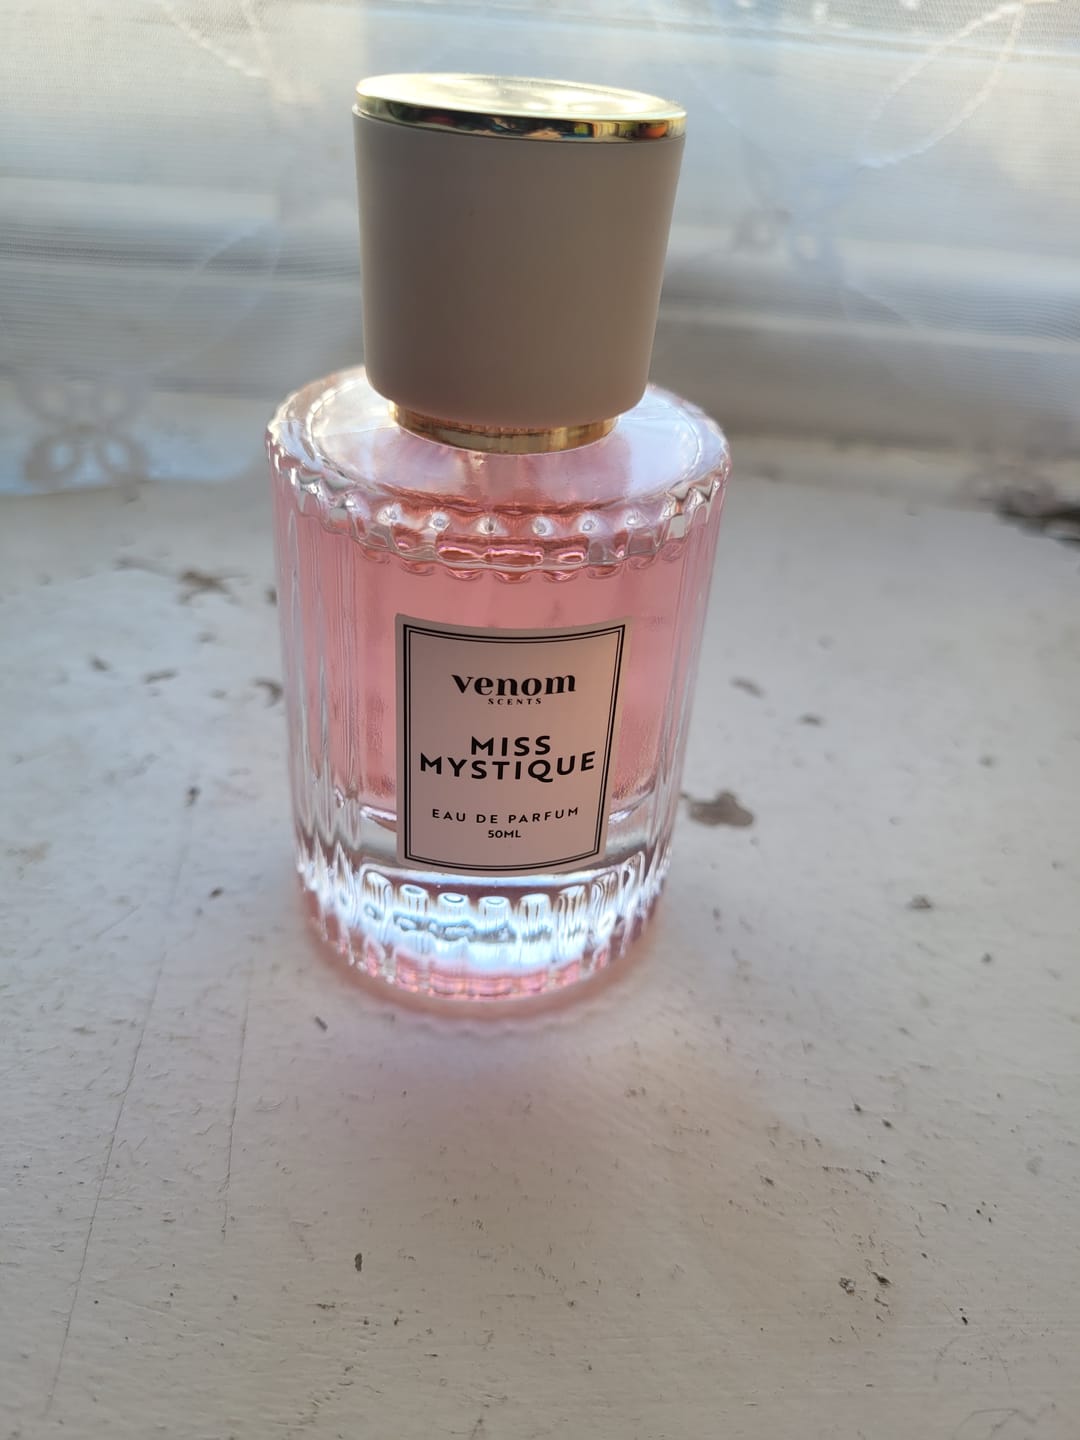 venom
SCENTS
MISS
MYSTIQUE
EAU DE PARFUM
50ML